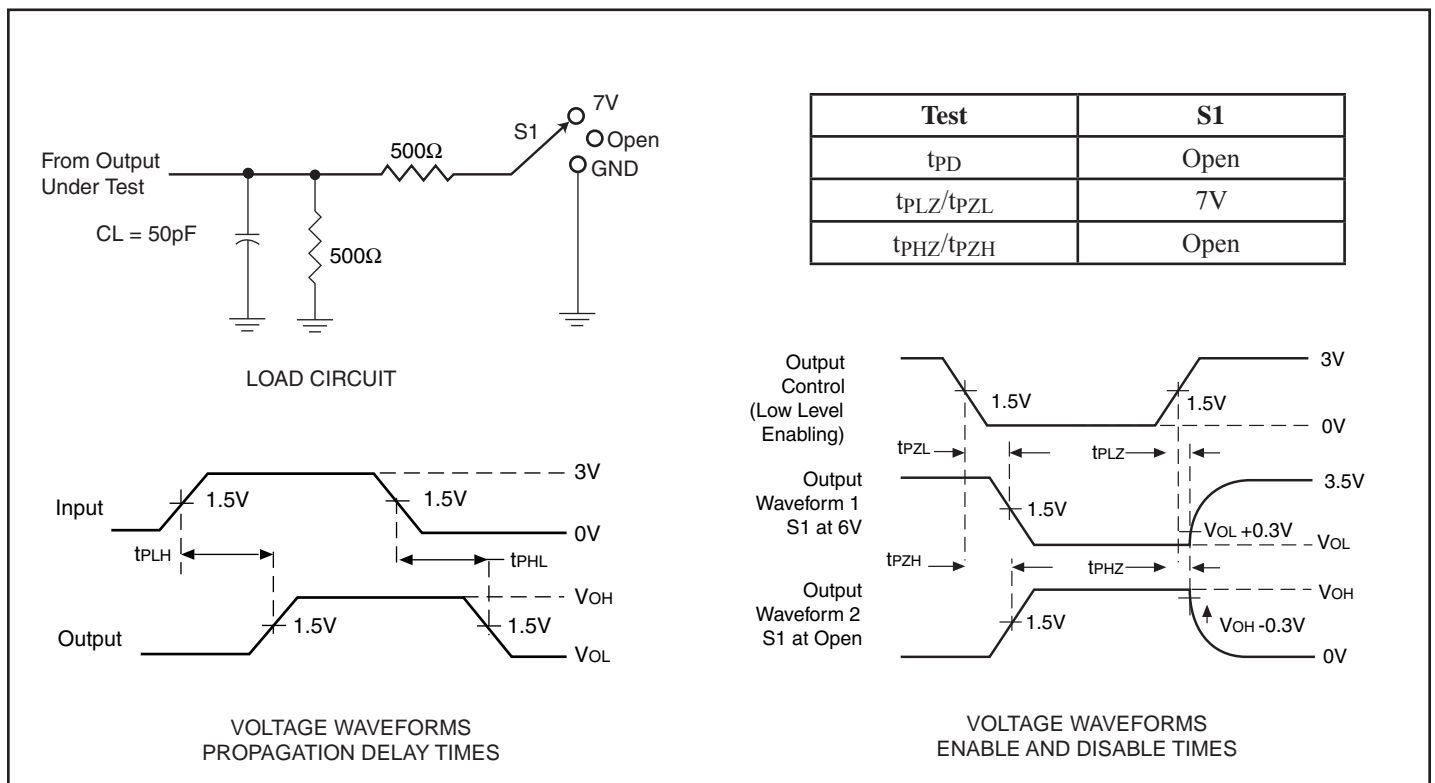 7V
S1
Open
500Ω
GND
From Output
Under Test
CL = 50pF
500Ω
LOAD CIRCUIT
Test S1
tPD Open
tPLZ/tPZL 7V
tPHZ/tPZH Open
Input
1.5V
1.5V
3V
0V
tPLH
tPHL
Output
1.5V
1.5V
VOH
VOL
VOLTAGE WAVEFORMS
PROPAGATION DELAY TIMES
Output
Control
(Low Level
Enabling)
1.5V
1.5V
3V
0V
tPZL
tPLZ
Output
Waveform 1
S1 at 6V
1.5V
3.5V
VOL +0.3V
VOL
tPZH
tPHZ
Output
Waveform 2
S1 at Open
1.5V
VOH
VOH -0.3V
0V
VOLTAGE WAVEFORMS
ENABLE AND DISABLE TIMES